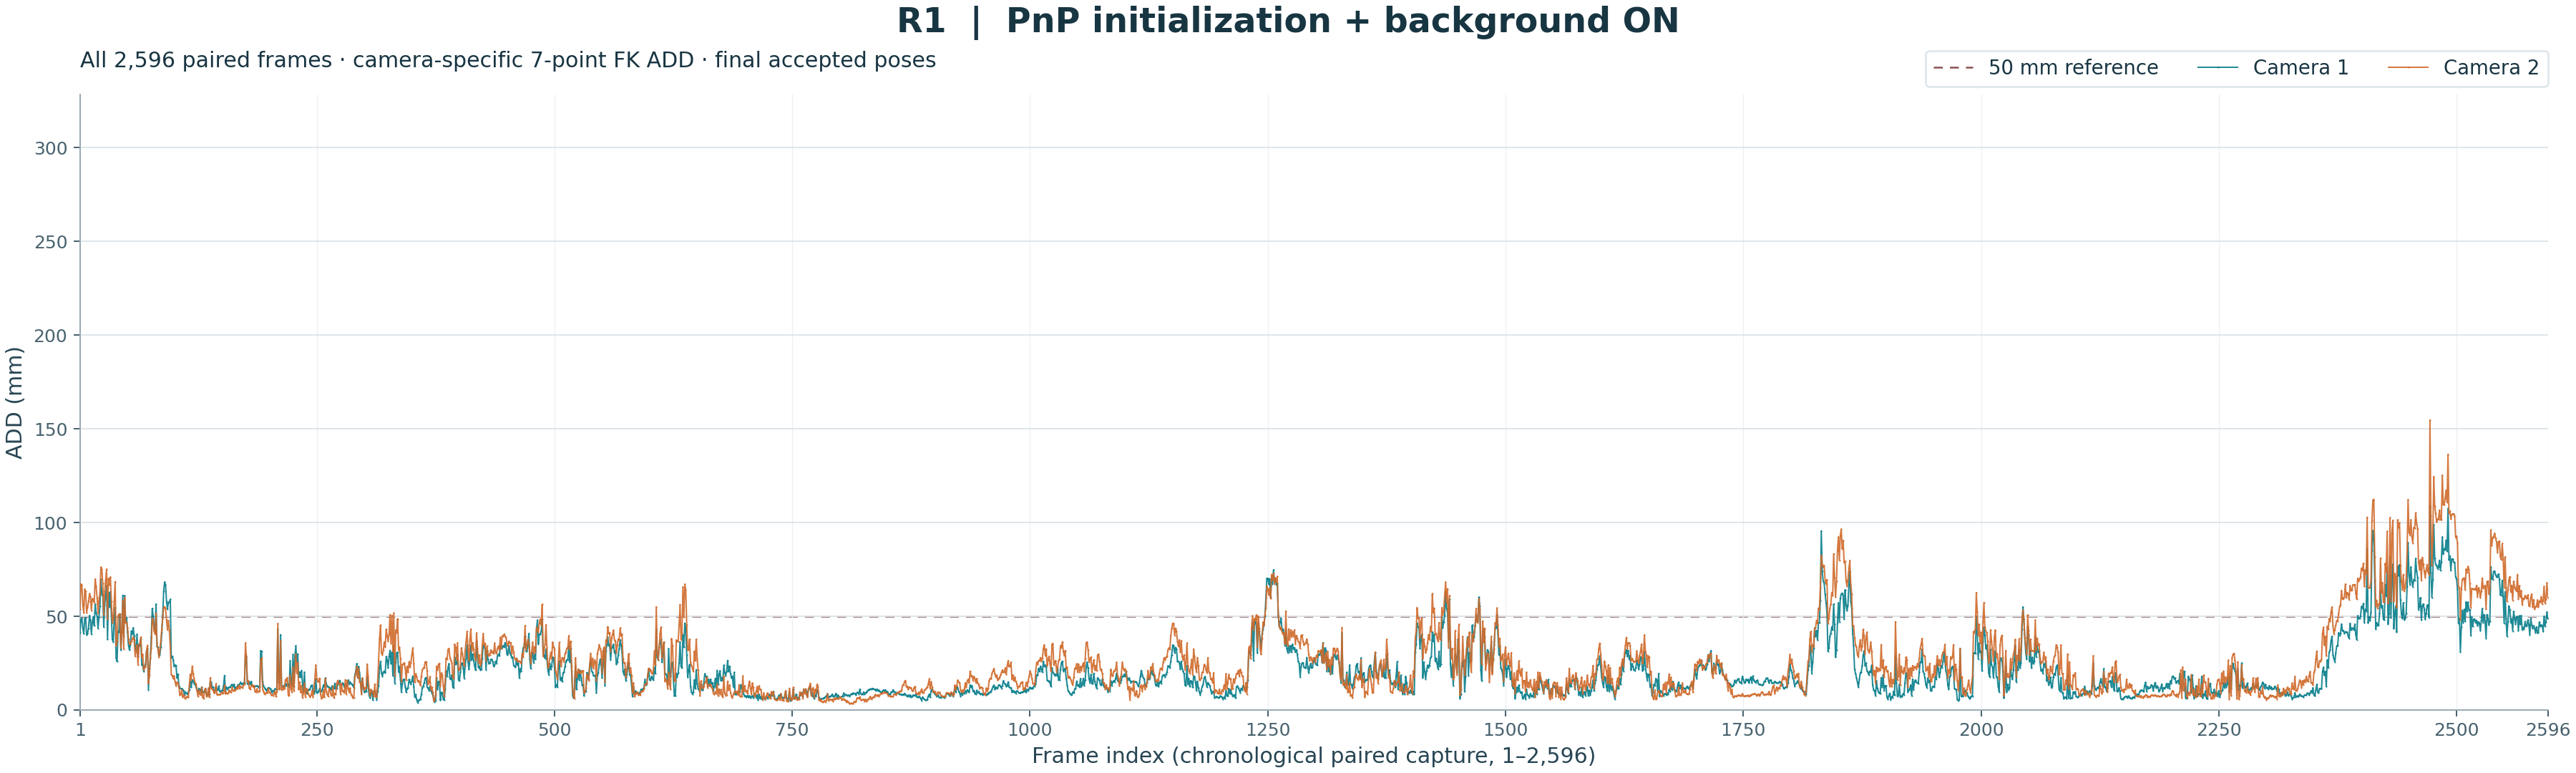 R1 | PnP initialization + background ON
All 2,596 paired frames · camera-specific 7-point FK ADD · final accepted poses
50 mm reference
Camera 1
Camera 2
ADD (mm)
300
250
200
150
100
50
0
1
250
500
750
1000
1250
1500
1750
2000
2250
2500
2596
Frame index (chronological paired capture, 1–2,596)